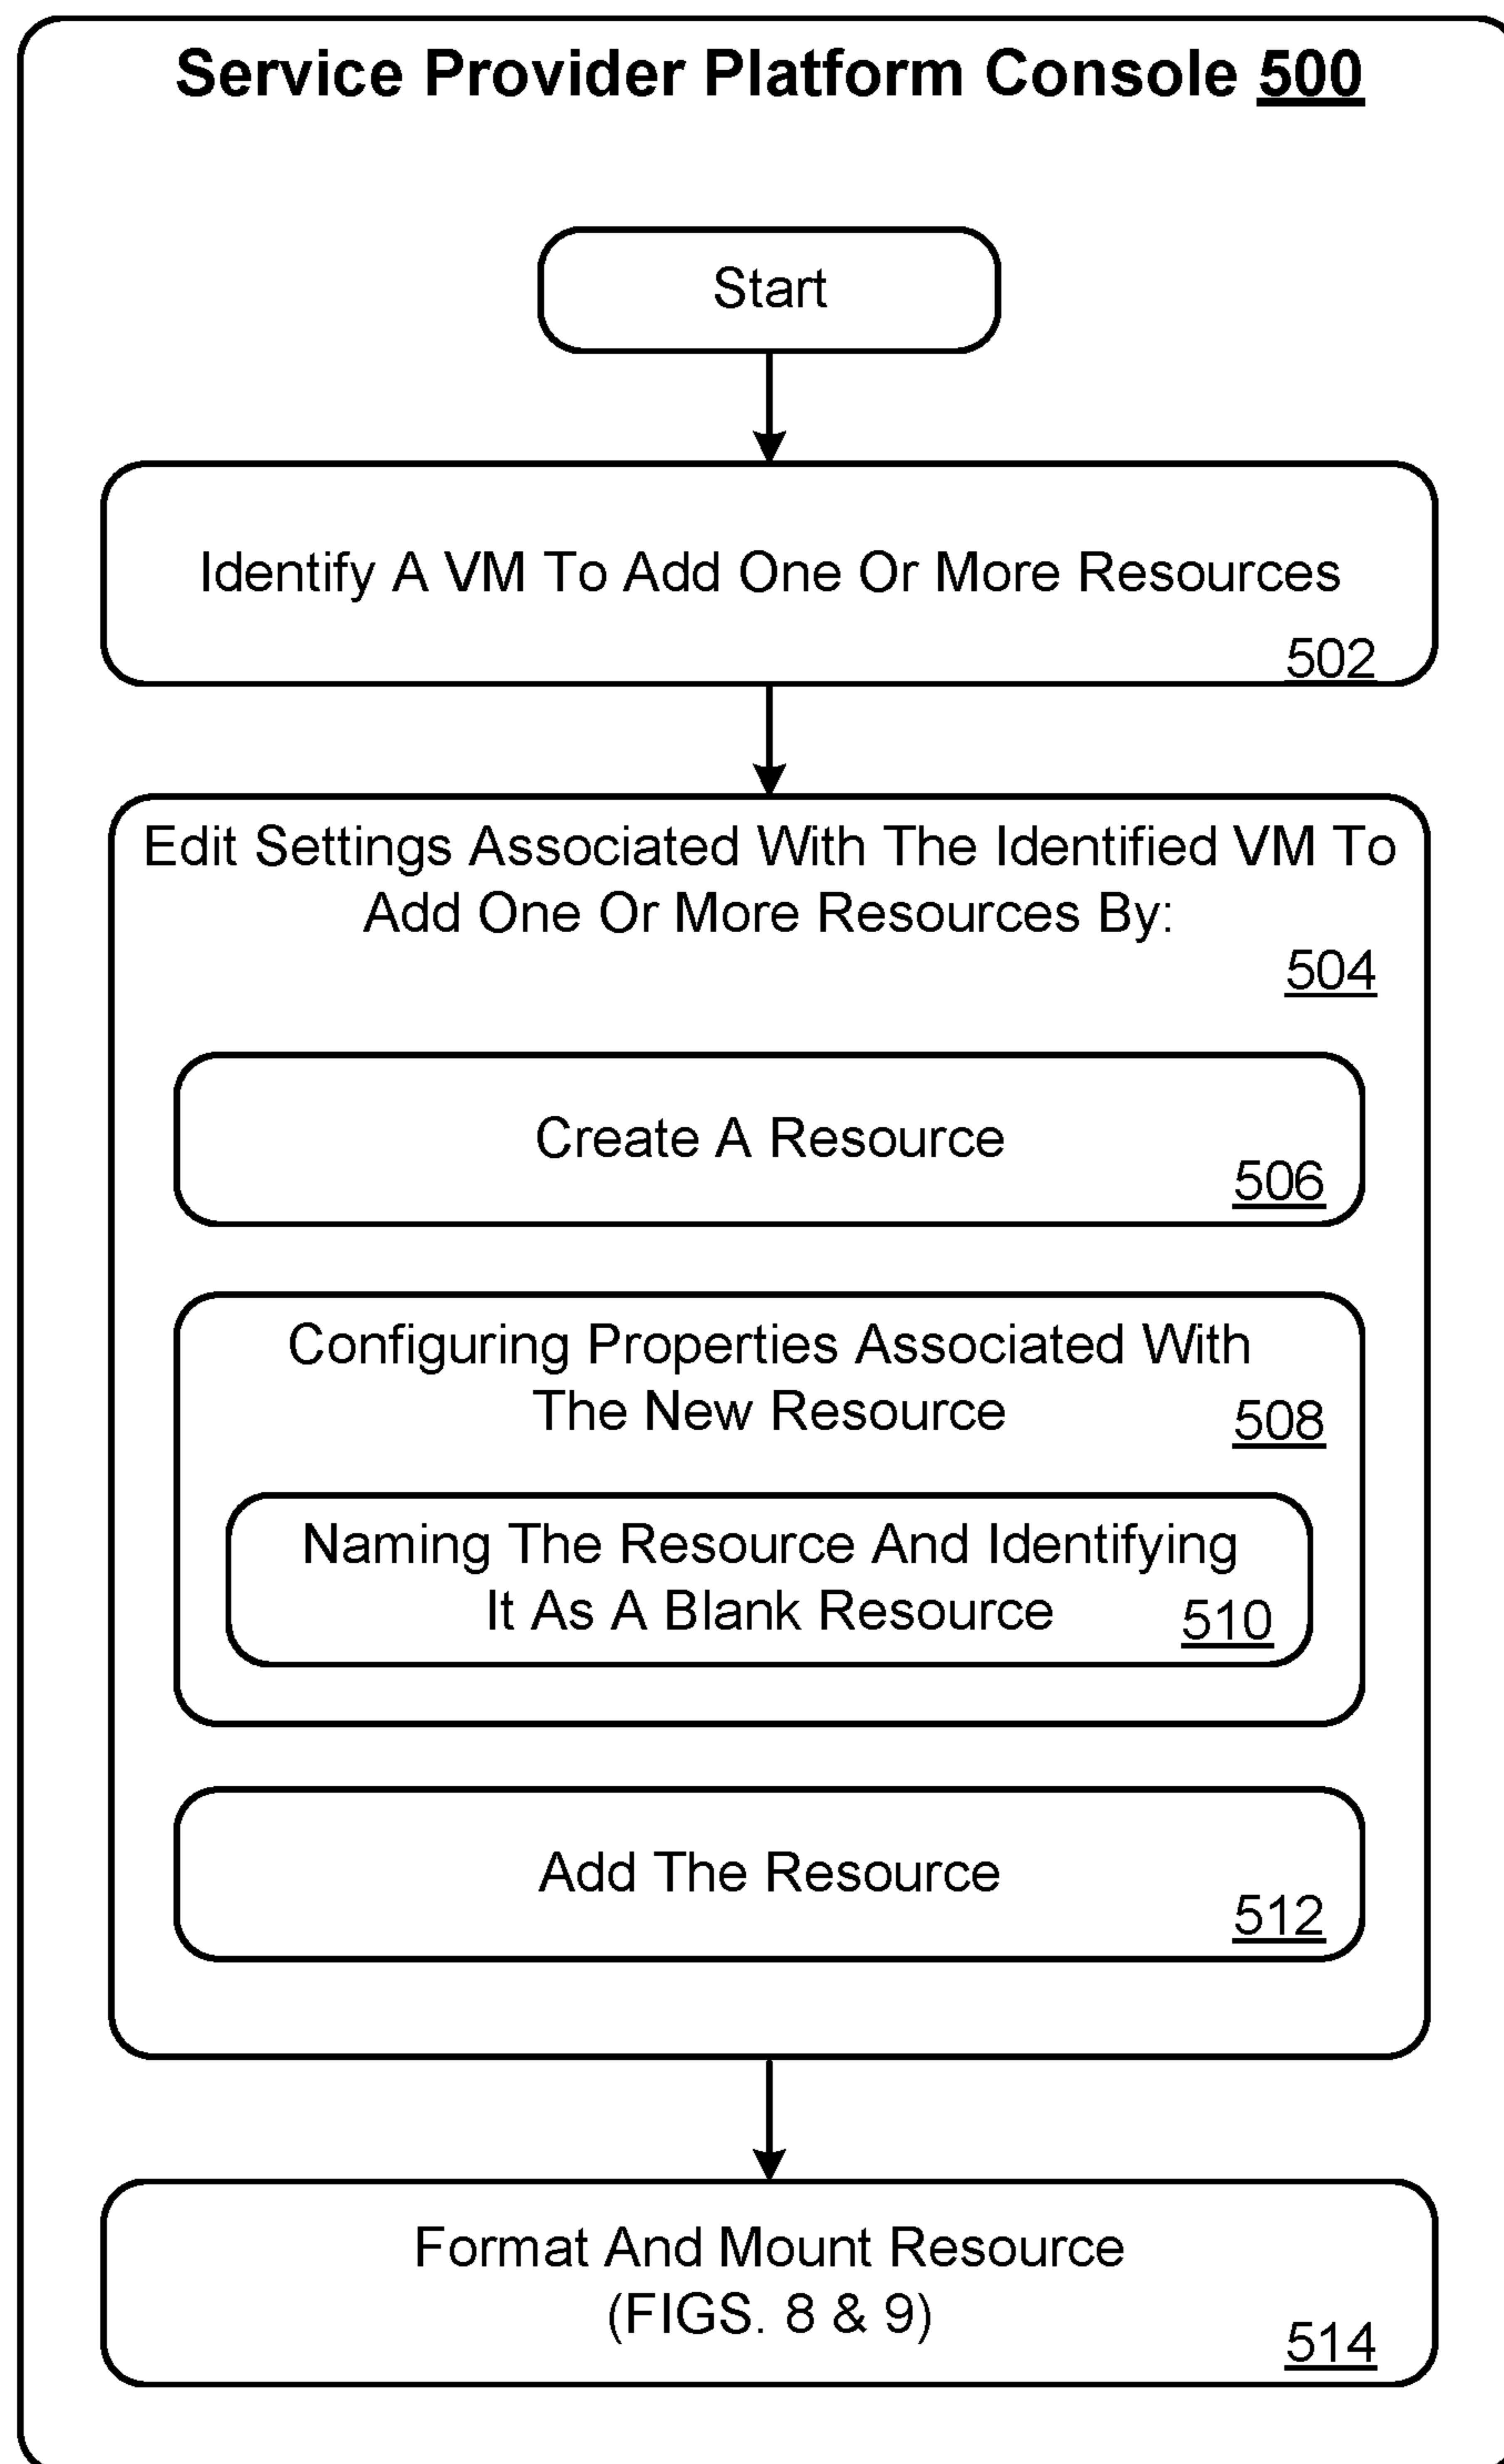 Service Provider Platform Console 500
Start
Identify A VM To Add One Or More Resources
502
Edit Settings Associated With The Identified VM To
Add One Or More Resources By:
504
Create A Resource
506
Configuring Properties Associated With
The New Resource
508
Naming The Resource And Identifying
It As A Blank Resource
510
Add The Resource
512
Format And Mount Resource
(FIGS. 8 & 9)
514